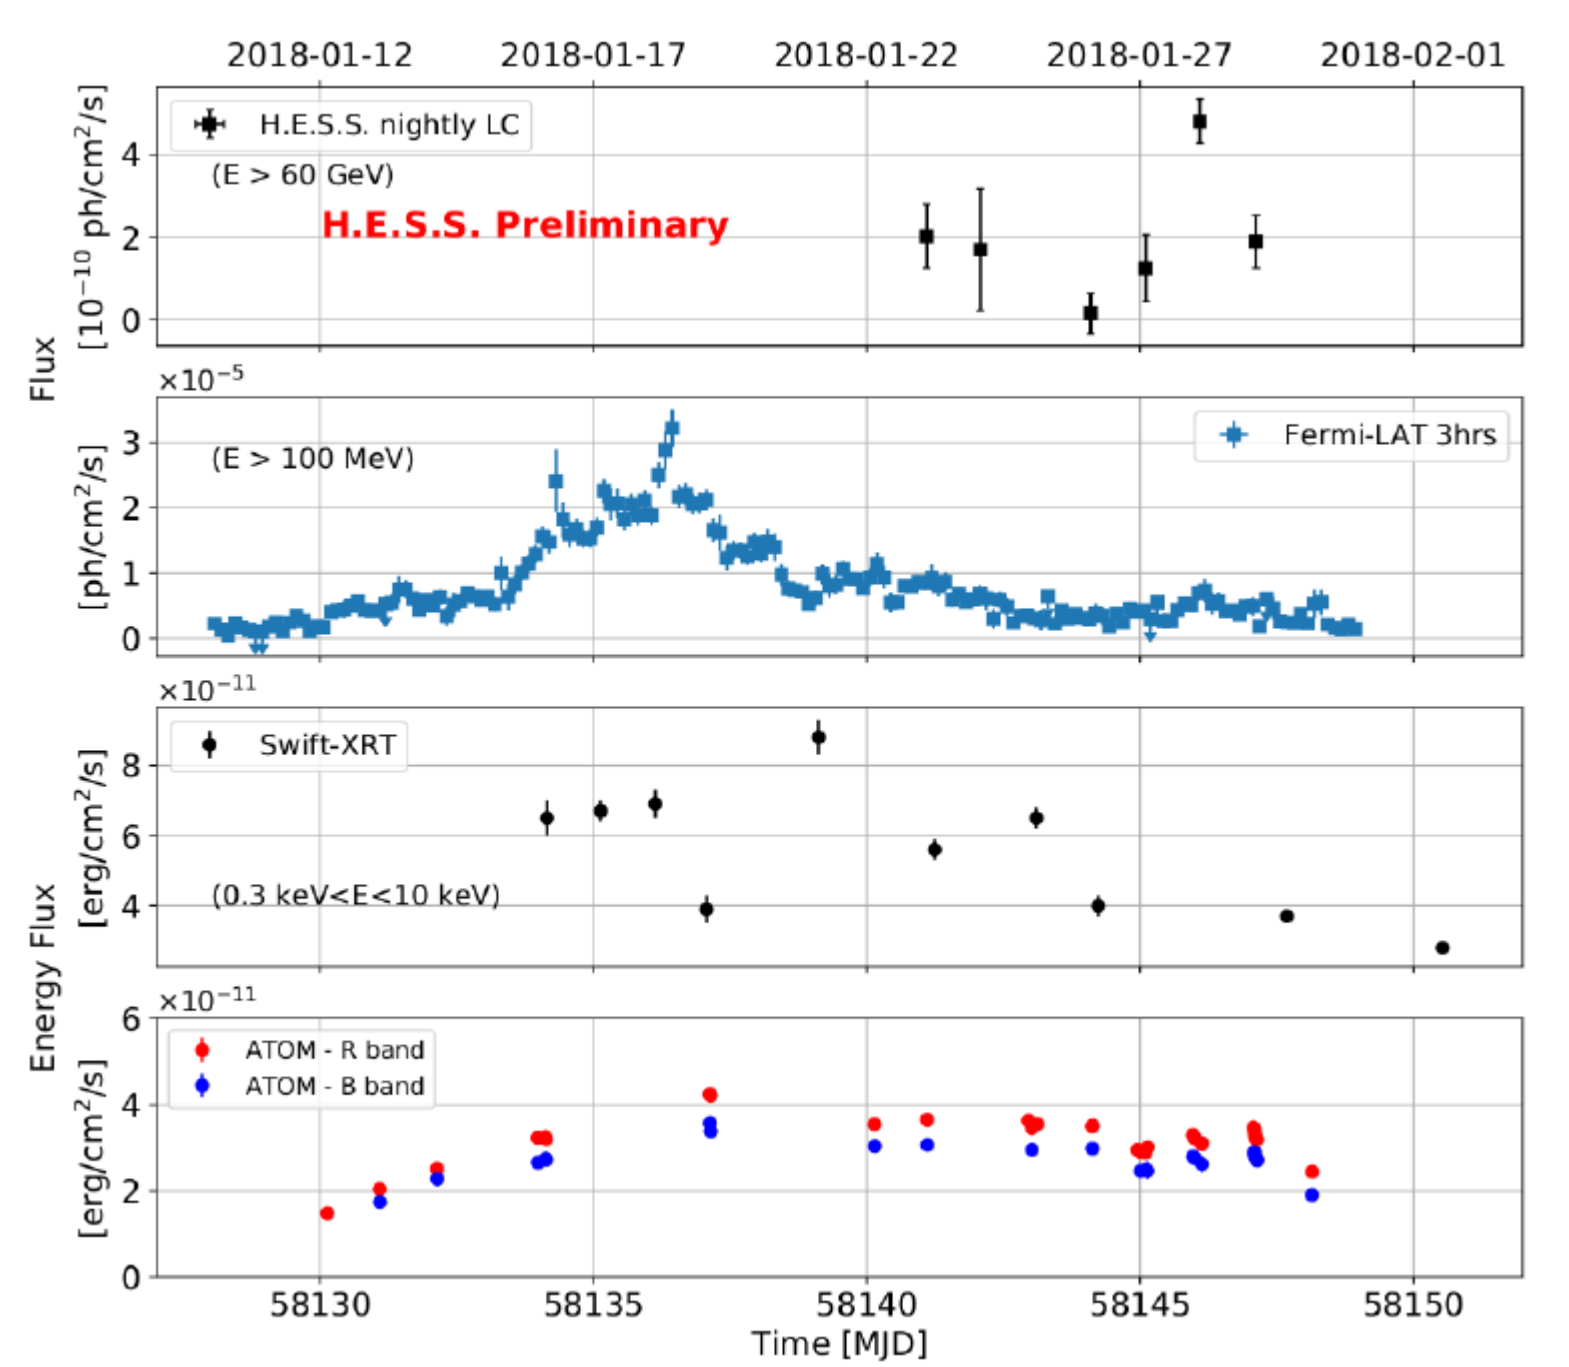 2018-01-12 2018-01-17 2018-01-22 2018-01-27 2018-02-01
H.E.S.S. nightly LC
(E > 60 GeV)
H.E.S.S. Preliminary
4
2
0
[10⁻¹⁰ ph/cm²/s]
Flux
×10⁻⁵
(E > 100 MeV)
Fermi-LAT 3hrs
3
2
1
0
[ph/cm²/s]
×10⁻¹¹
Swift-XRT
(0.3 keV<E<10 keV)
8
6
4
[erg/cm²/s]
Energy Flux
×10⁻¹¹
ATOM - R band
ATOM - B band
6
4
2
0
[erg/cm²/s]
58130 58135 58140 58145 58150
Time [MJD]